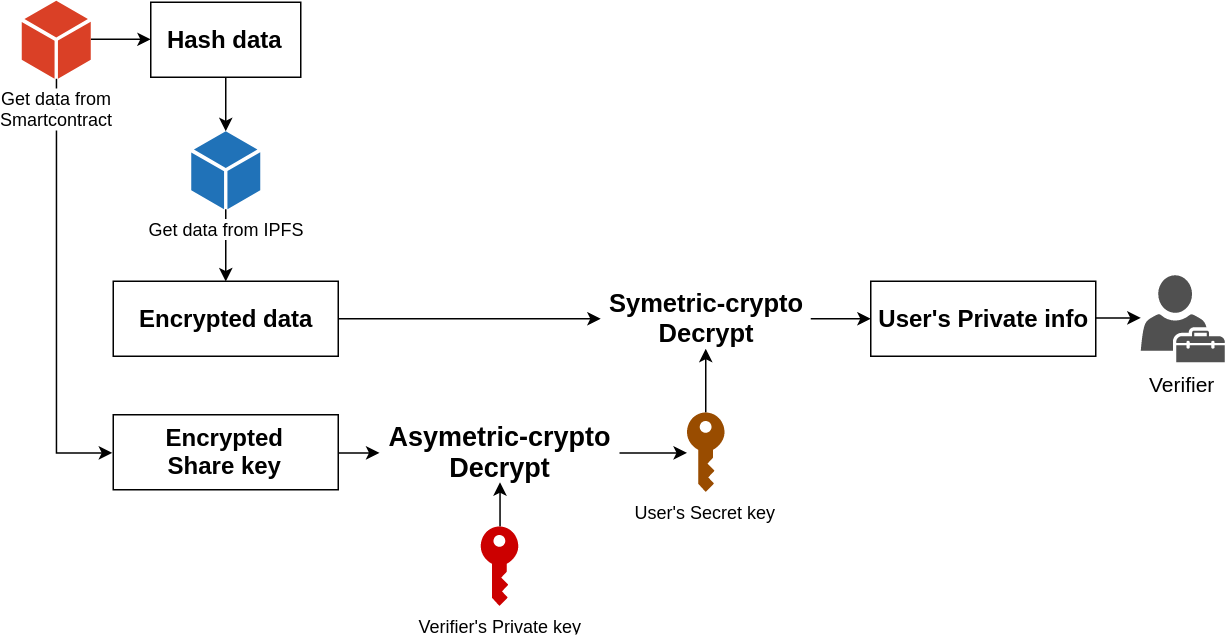 Hash data
Get data from
Smartcontract
Get data from IPFS
Encrypted data
Symetric-crypto
Decrypt
User's Private info
Verifier
Encrypted
Share key
Asymetric-crypto
Decrypt
User's Secret key
Verifier's Private key